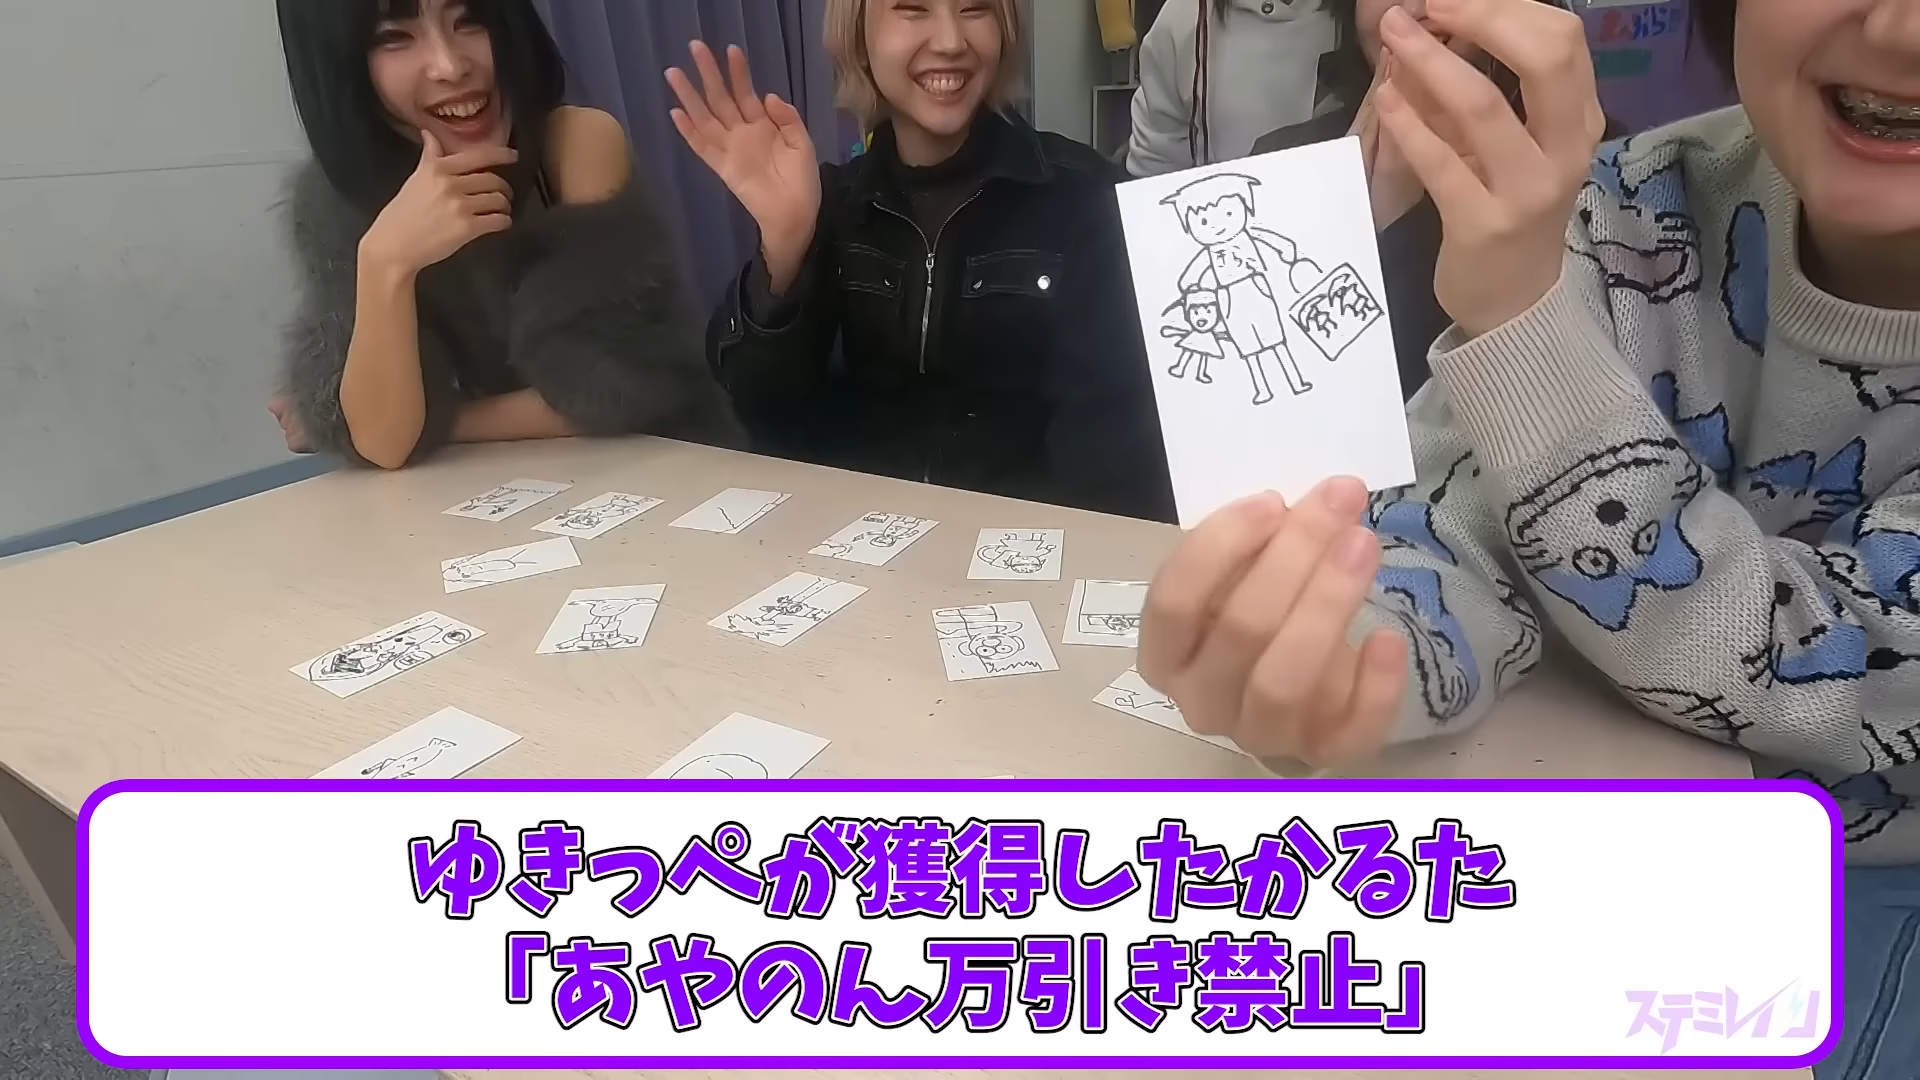 ゆきっぺが獲得したかるた
「あやのん万引き禁止」
ステミレイツ